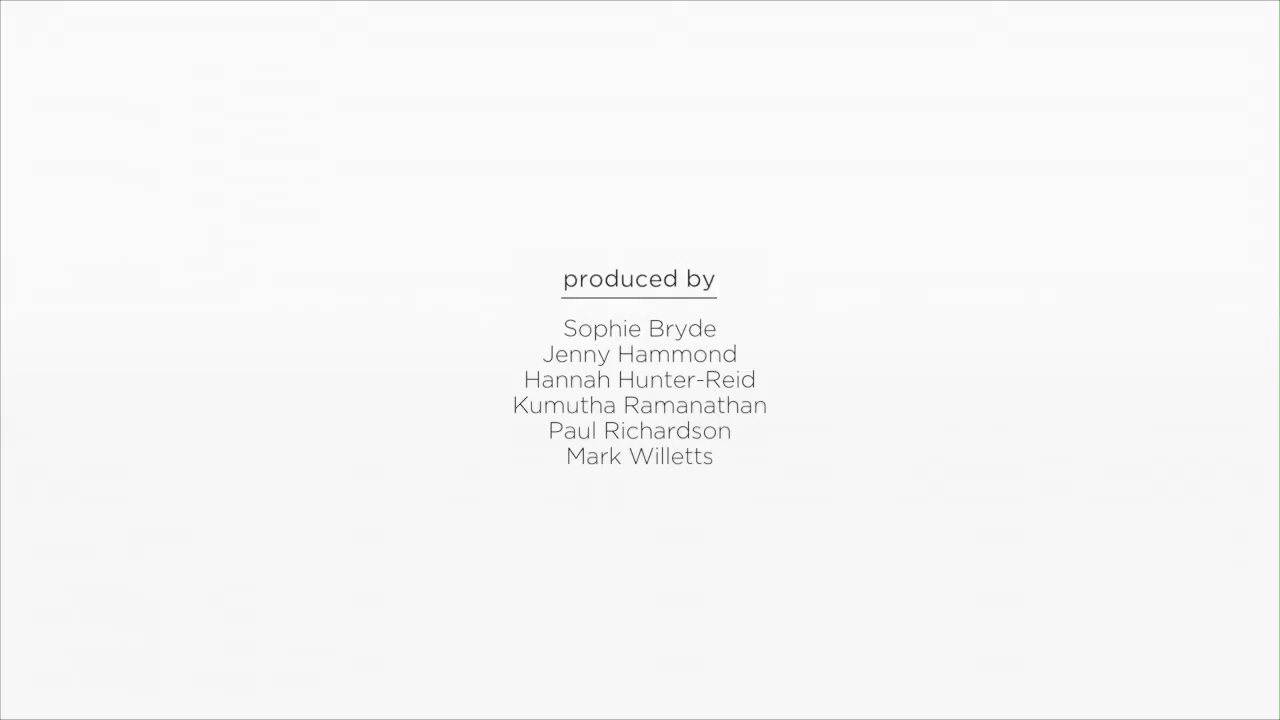 produced by
Sophie Bryde
Jenny Hammond
Hannah Hunter-Reid
Kumutha Ramanathan
Paul Richardson
Mark Willetts